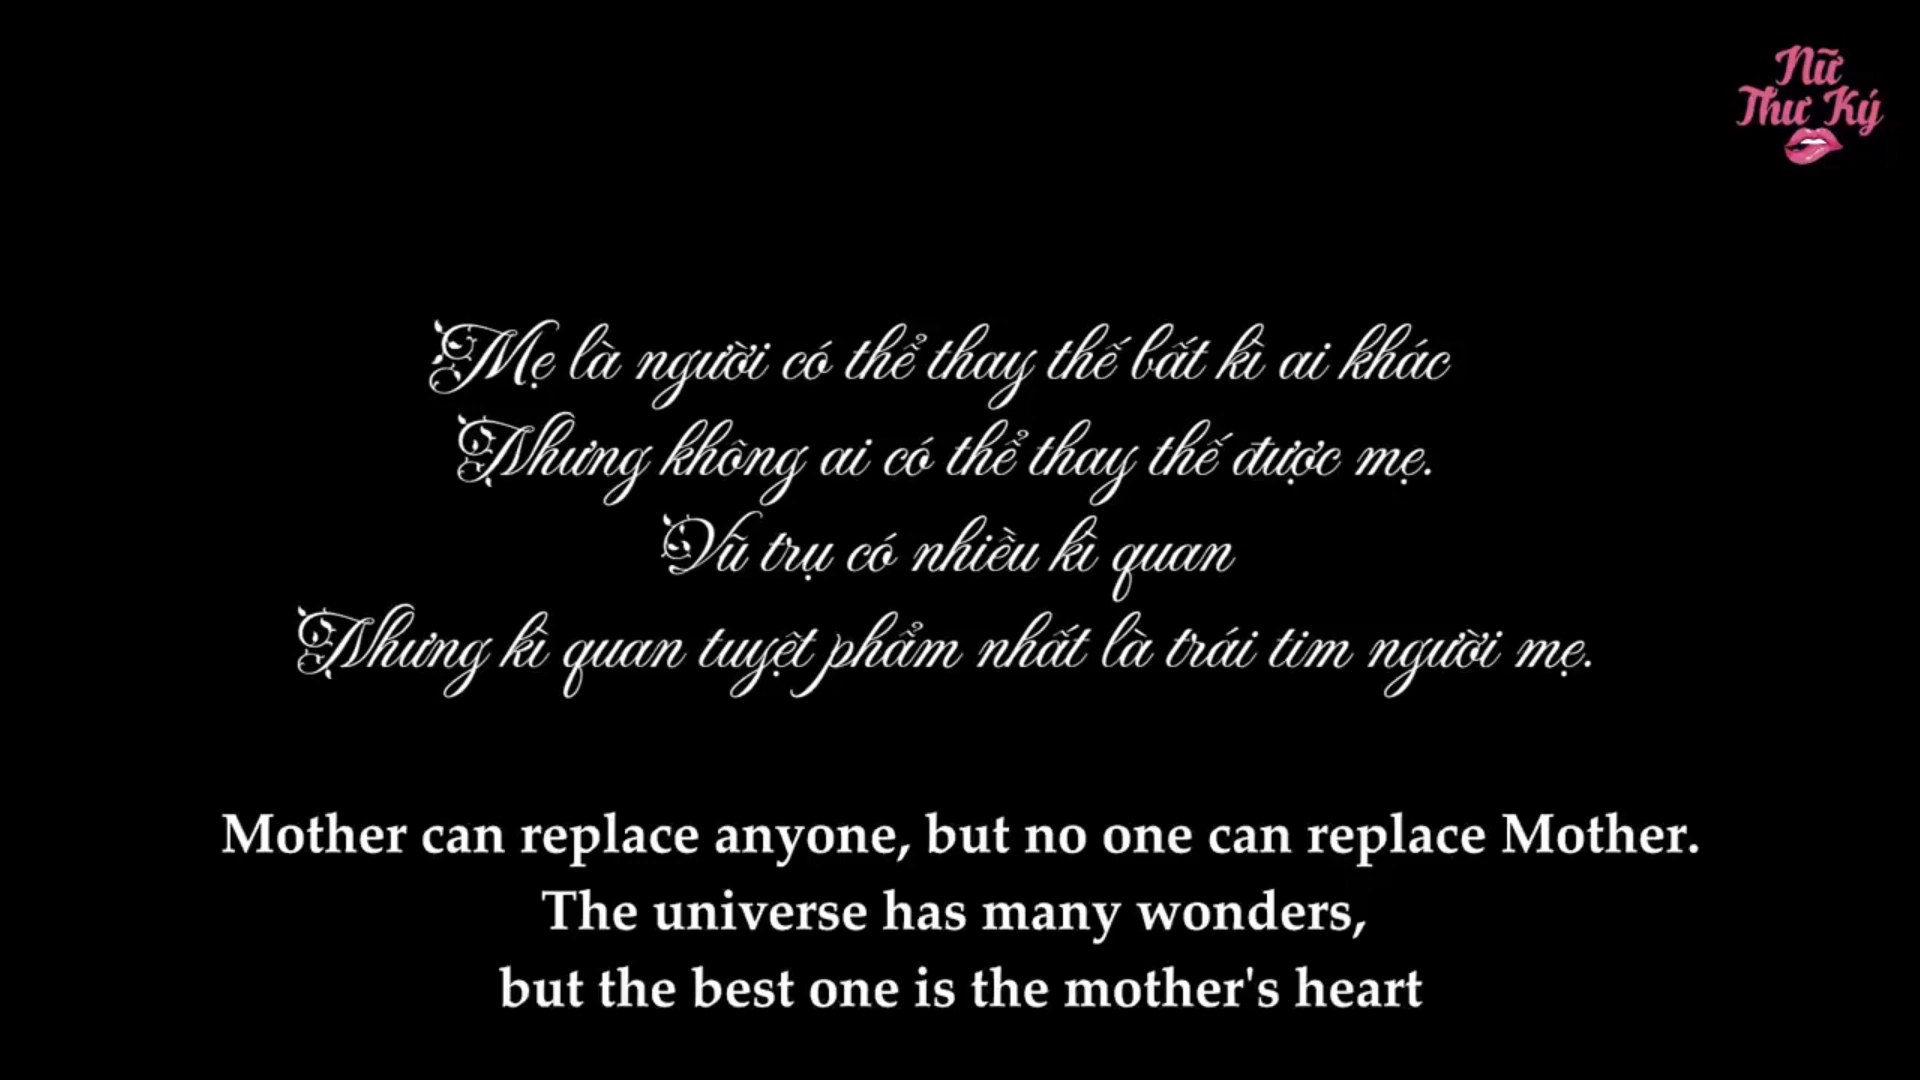 Nữ
Thư Ký
Mẹ là người có thể thay thế bất kì ai khác
Nhưng không ai có thể thay thế được mẹ.
Vũ trụ có nhiều kì quan
Nhưng kì quan tuyệt phẩm nhất là trái tim người mẹ.
Mother can replace anyone, but no one can replace Mother.
The universe has many wonders,
but the best one is the mother's heart